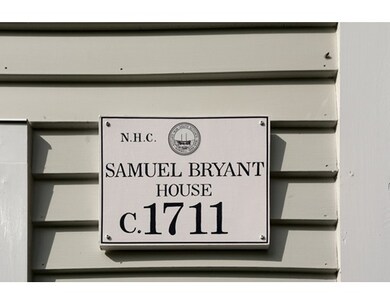 N.H.C.
SAMUEL BRYANT
HOUSE
C.1711